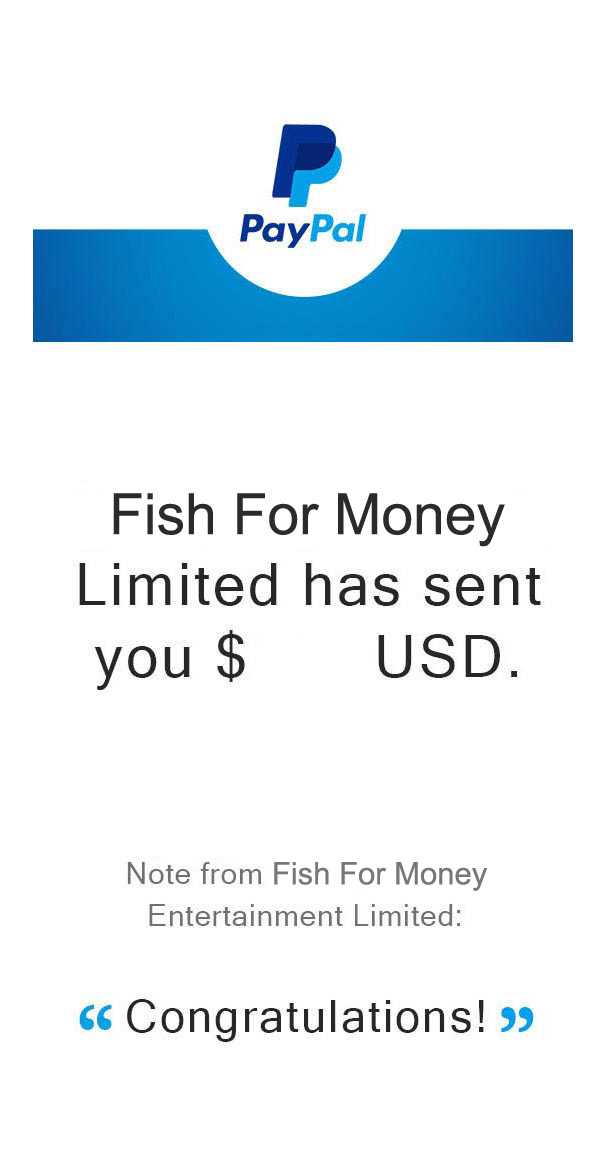 PayPal
Fish For Money
Limited has sent
you $ USD.
Note from Fish For Money
Entertainment Limited:
“ Congratulations! ”